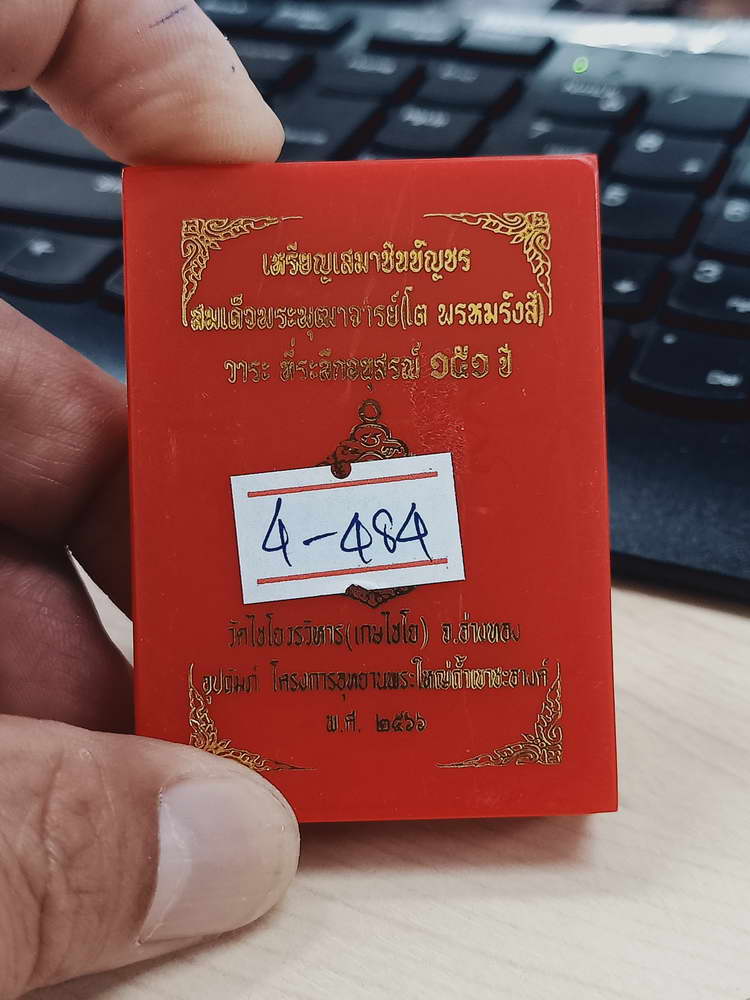 เหรียญเสมาชินบัญชร
สมเด็จพระพุฒาจารย์(โต พรหมรังสี)
วาระ ที่ระลึกอนุสรณ์ ๑๕๑ ปี
4-484
วัดไชโยวรวิหาร(เกษไชโย) จ.อ่างทอง
อุปถัมภ์ โครงการอุทยานพระใหญ่ถ้ำเขาชะอางค์
พ.ศ. ๒๕๖๖